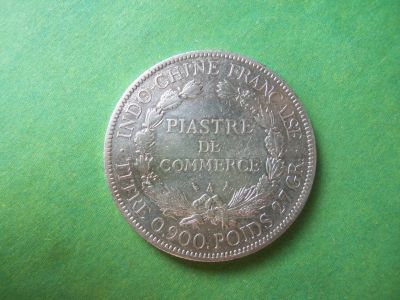 INDO-CHINE FRANÇAISE
PIASTRE
DE
COMMERCE
A
TITRE 0,900. POIDS 27 GR.